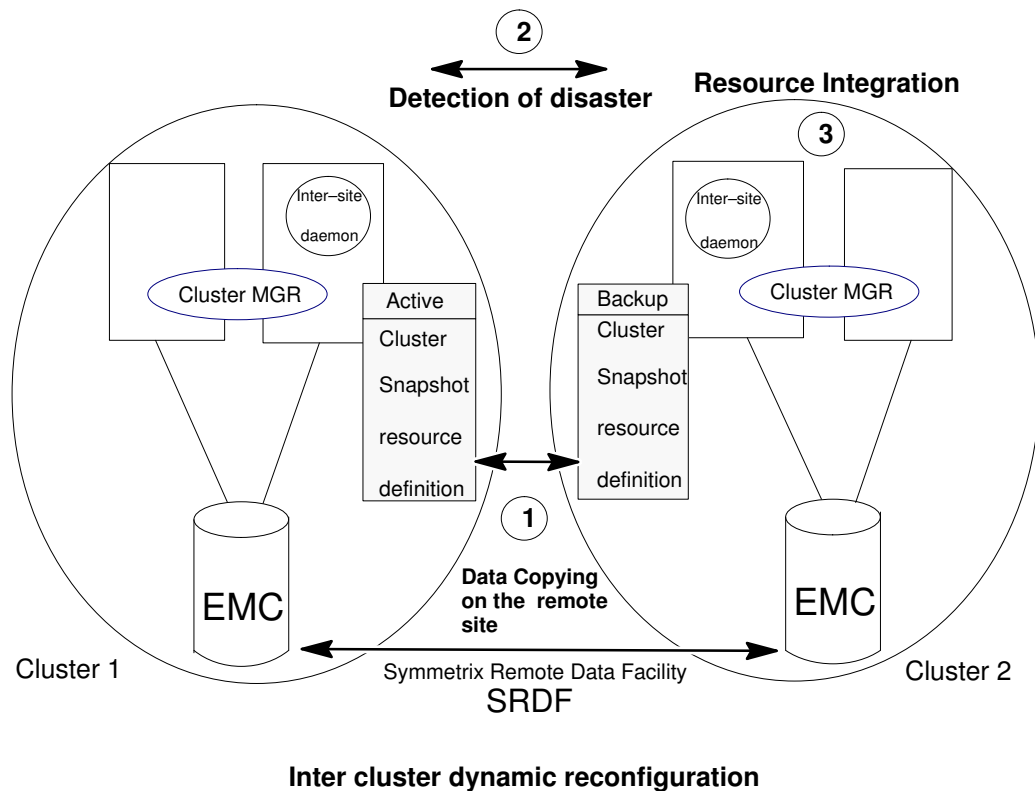 2
Detection of disaster
Resource Integration
3
Inter–site
daemon
Cluster MGR
Active
Cluster
Snapshot
resource
definition
Inter–site
daemon
Cluster MGR
Backup
Cluster
Snapshot
resource
definition
1
Data Copying
on the remote
site
EMC
EMC
Cluster 1
Cluster 2
Symmetrix Remote Data Facility
SRDF
Inter cluster dynamic reconfiguration